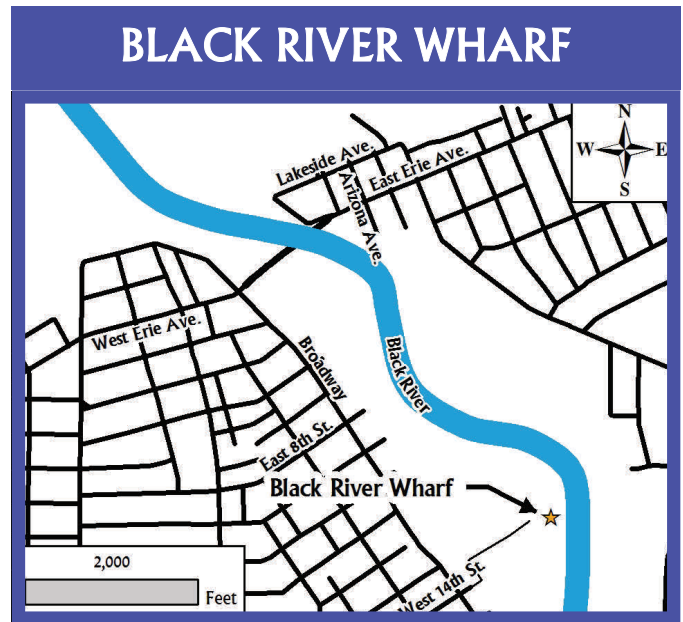 BLACK RIVER WHARF
N
W E
S
Lakeside Ave.
East Erie Ave.
Arizona Ave.
West Erie Ave.
Broadway
Black River
East 8th St.
Black River Wharf
2,000
Feet
West 14th St.